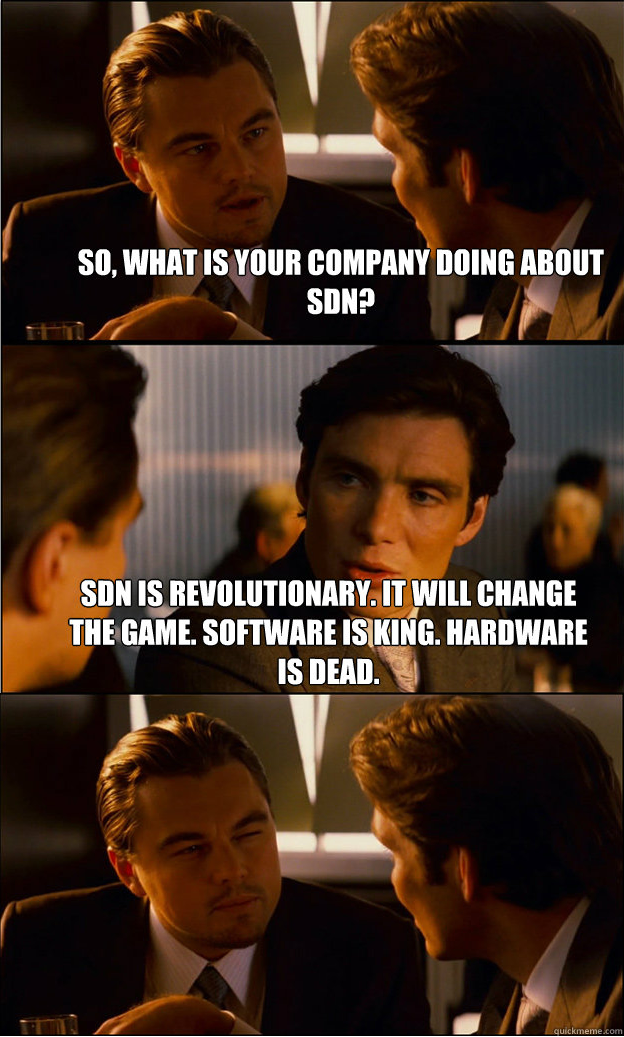 SO, WHAT IS YOUR COMPANY DOING ABOUT
SDN?
SDN IS REVOLUTIONARY. IT WILL CHANGE
THE GAME. SOFTWARE IS KING. HARDWARE
IS DEAD.
quickmeme.com